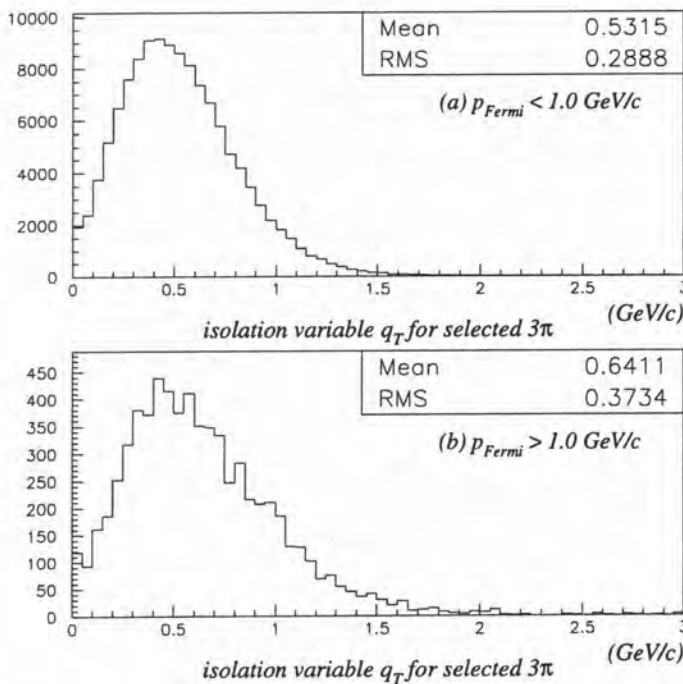 10000
Mean 0.5315
RMS 0.2888
8000
(a) p_Fermi < 1.0 GeV/c
6000
4000
2000
0
0 0.5 1 1.5 2 2.5 3
(GeV/c)
isolation variable q_T for selected 3π
450
Mean 0.6411
400
RMS 0.3734
350
(b) p_Fermi > 1.0 GeV/c
300
250
200
150
100
50
0
0 0.5 1 1.5 2 2.5 3
(GeV/c)
isolation variable q_T for selected 3π